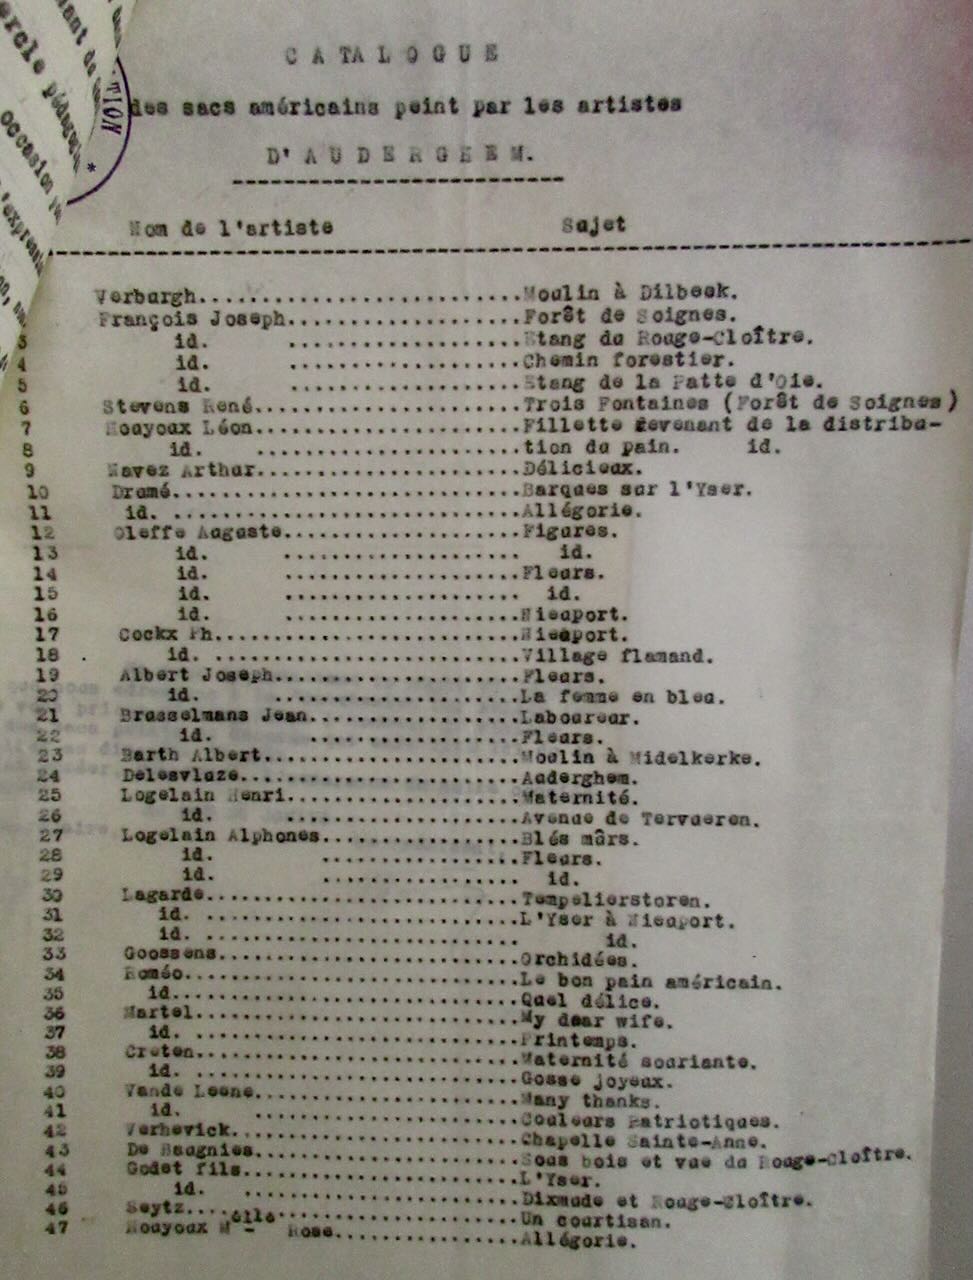 CATALOGUE
des sacs américains peint par les artistes
D'AUDERGHEM.
Nom de l'artiste Sujet
Verburgh........................Moulin à Dilbeek.
François Joseph..................Forêt de Soignes.
3 id. ..................Etang du Rouge-Cloître.
4 id. ..................Chemin forestier.
5 id. ..................Etang de la Patte d'Oie.
6 Stevens René....................Trois Fontaines (Forêt de Soignes)
7 Houyoux Léon....................Fillette revenant de la distribu-
8 id. ....................tion du pain. id.
9 Navez Arthur....................Délicieux.
10 Dramé..........................Barques sur l'Yser.
11 id. ..........................Allégorie.
12 Oleffe Auguste..................Figures.
13 id. .................. id.
14 id. ..................Fleurs.
15 id. .................. id.
16 id. ..................Nieuport.
17 Cockx Ph.......................Nieuport.
18 id. .......................Village flamand.
19 Albert Joseph...................Fleurs.
20 id. ...................La femme en bleu.
21 Brusselmans Jean................Laboureur.
22 id. ................Fleurs.
23 Barth Albert...................Moulin à Midelkerke.
24 Delesvluze.....................Auderghem.
25 Logelain Henri..................Maternité.
26 id. ..................Avenue de Tervueren.
27 Logelain Alphones...............Blés mûrs.
28 id. ...............Fleurs.
29 id. ............... id.
30 Lagarde........................Tempelierstoren.
31 id. ........................L'Yser à Nieuport.
32 id. ........................ id.
33 Goossens.......................Orchidées.
34 Roméo..........................Le bon pain américain.
35 id..........................Quel délice.
36 Martel.........................My dear wife.
37 id. .........................Printemps.
38 Creten.........................Maternité souriante.
39 id. .........................Gosse joyeux.
40 Vande Leene....................Many thanks.
41 id. ....................Couleurs Patriotiques.
42 Verhevick......................Chapelle Sainte-Anne.
43 De Baugnies....................Sous bois et vue du Rouge-Cloître.
44 Godet fils.....................L'Yser.
45 id. .....................Dixmude et Rouge-Cloître.
46 Seytz..........................Un courtisan.
47 Houyoux Melle Rose..............Allégorie.